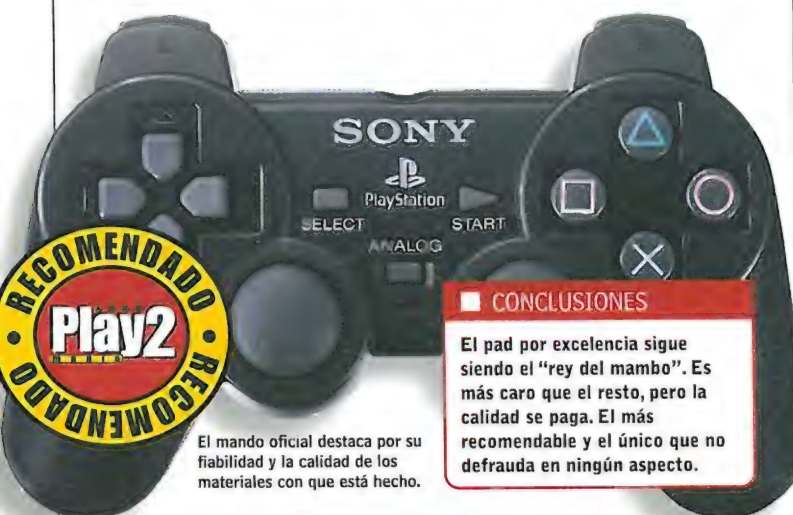 SONY
PlayStation
SELECT START
ANALOG
RECOMENDADO
Play2
RECOMENDADO
El mando oficial destaca por su
fiabilidad y la calidad de los
materiales con que está hecho.
CONCLUSIONES
El pad por excelencia sigue
siendo el “rey del mambo”. Es
más caro que el resto, pero la
calidad se paga. El más
recomendable y el único que no
defrauda en ningún aspecto.